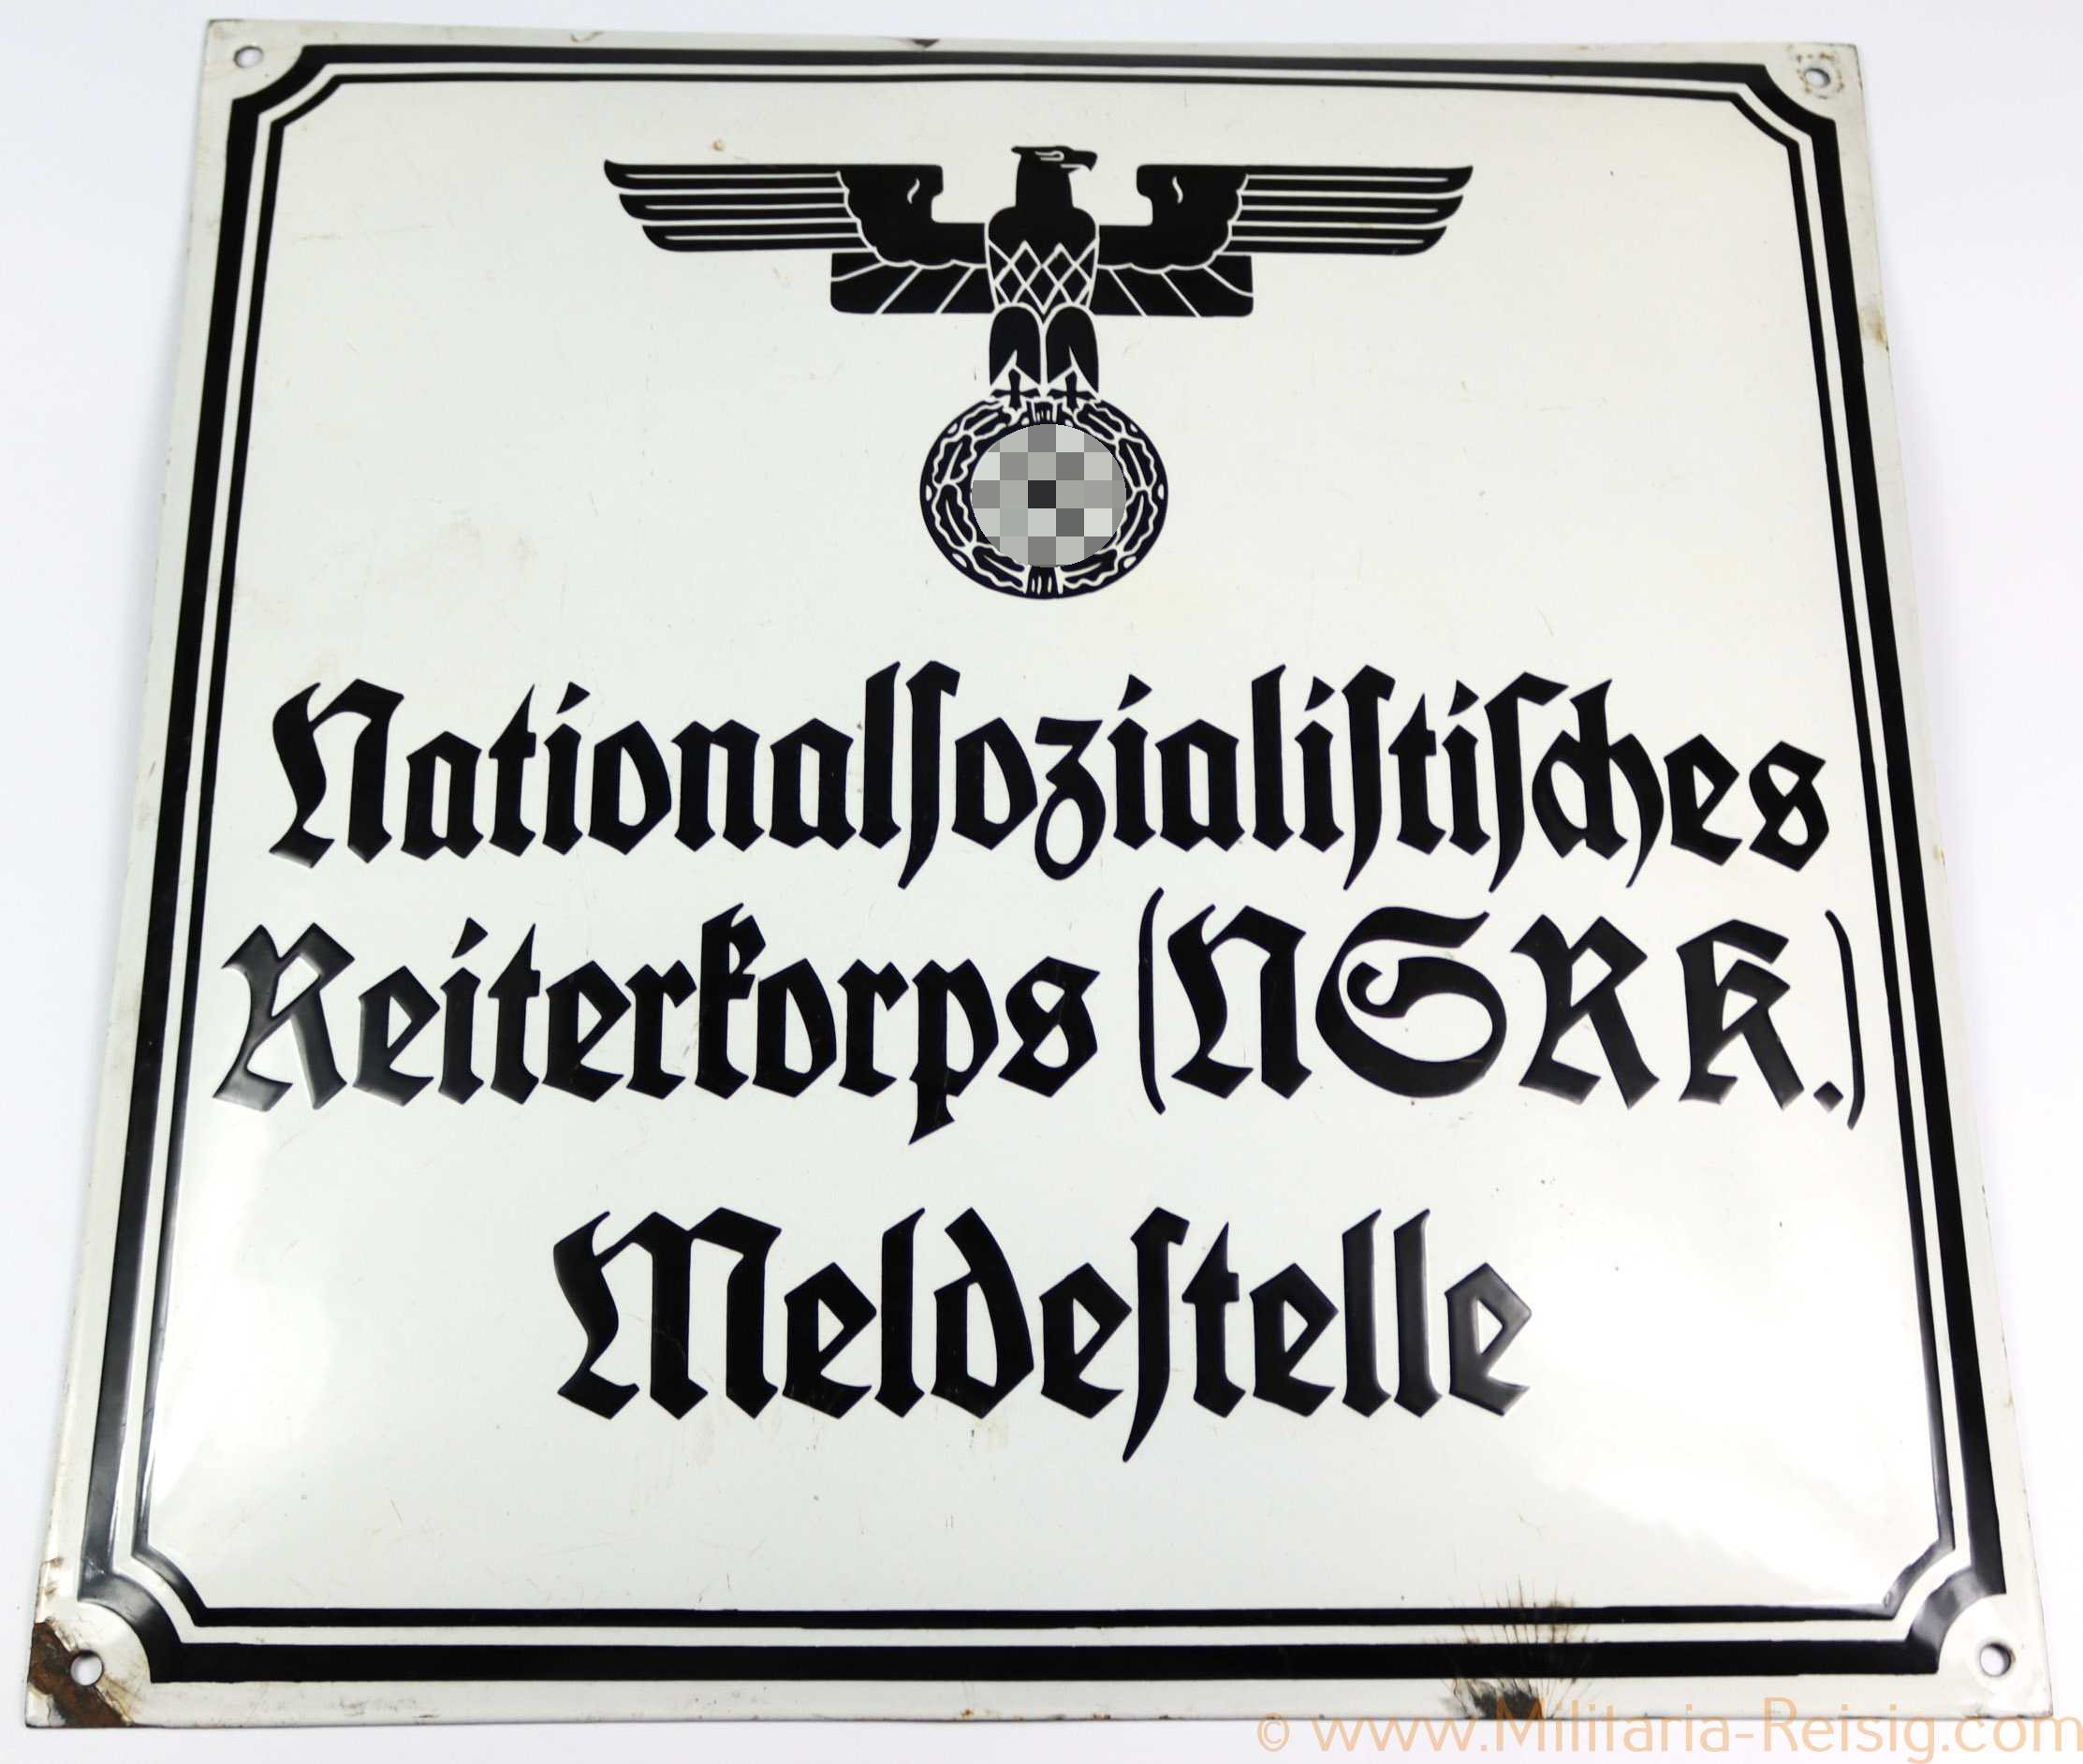 Nationalſozialiſtiſches
Reiterkorps (NSRK.)
Meldeſtelle
© www.Militaria-Reisig.com